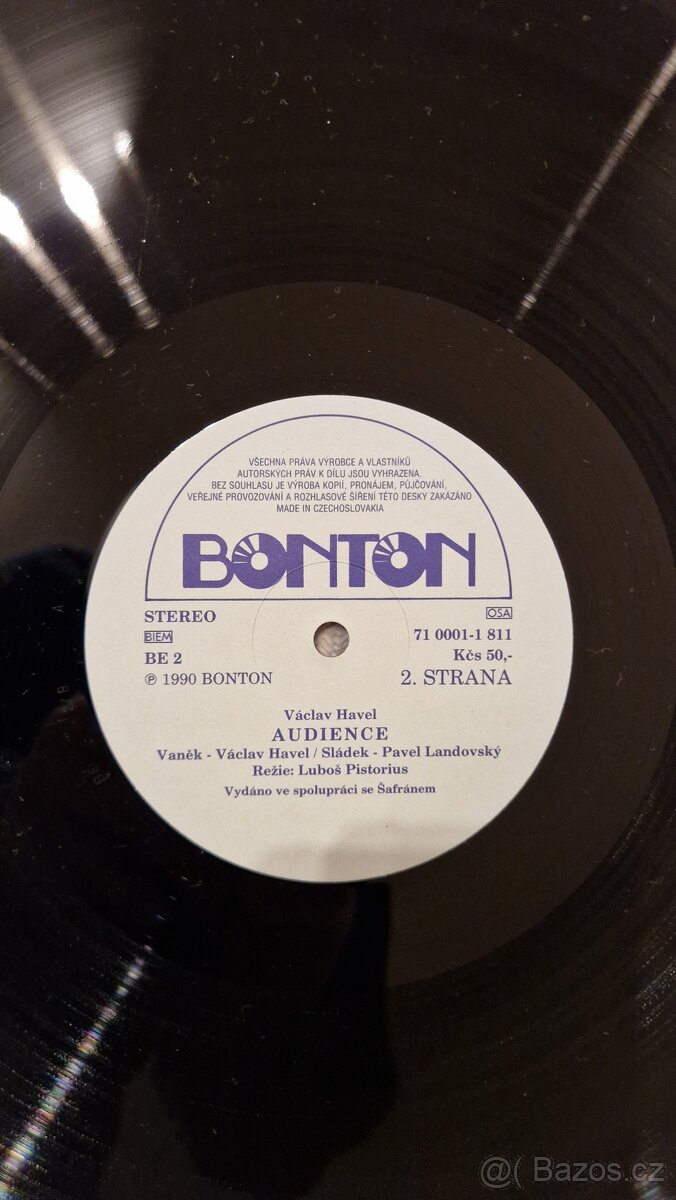 VŠECHNA PRÁVA VÝROBCE A VLASTNÍKŮ
AUTORSKÝCH PRÁV K DÍLU JSOU VYHRAZENA.
BEZ SOUHLASU JE VÝROBA KOPIÍ, PRONÁJEM, PŮJČOVÁNÍ,
VEŘEJNÉ PROVOZOVÁNÍ A ROZHLASOVÉ ŠÍŘENÍ TÉTO DESKY ZAKÁZÁNO
MADE IN CZECHOSLOVAKIA
BONTON
STEREO OSA
BIEM 71 0001-1 811
BE 2 Kčs 50,-
℗ 1990 BONTON 2. STRANA
Václav Havel
AUDIENCE
Vaněk - Václav Havel / Sládek - Pavel Landovský
Režie: Luboš Pistorius
Vydáno ve spolupráci se Šafránem
@( Bazos.cz